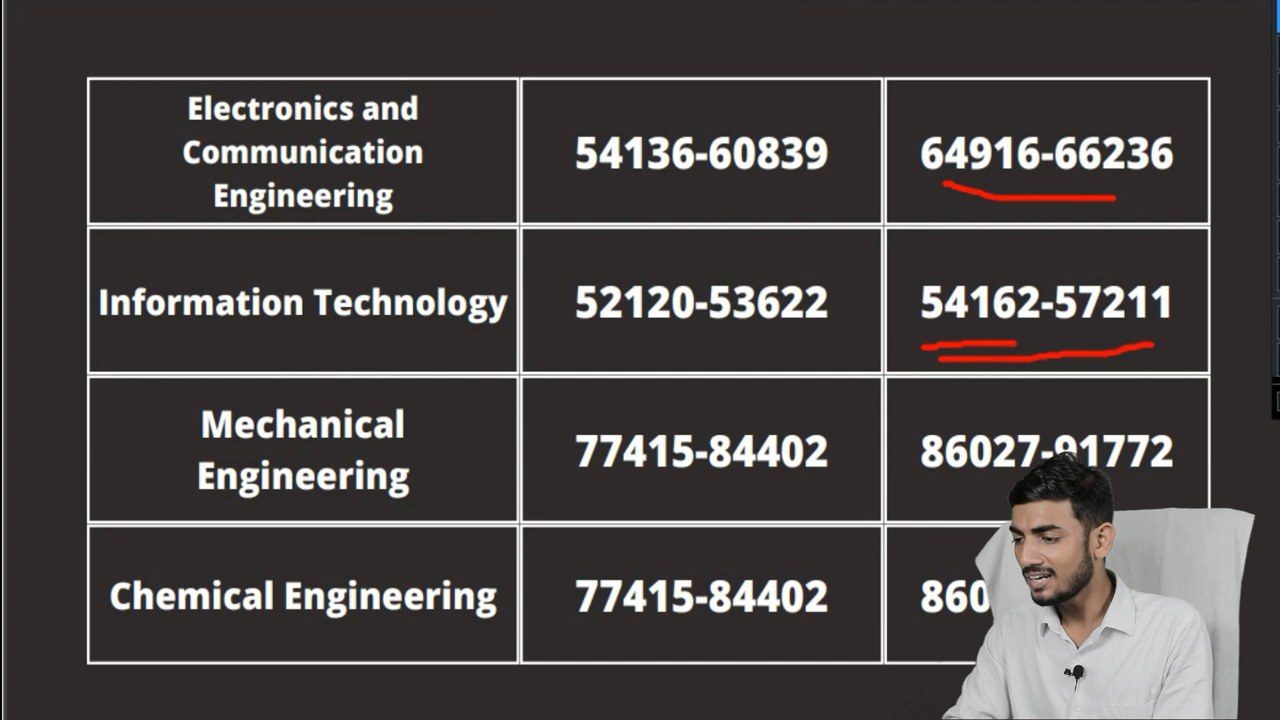 Electronics and
Communication
Engineering
54136-60839
64916-66236
Information Technology
52120-53622
54162-57211
Mechanical
Engineering
77415-84402
86027-91772
Chemical Engineering
77415-84402